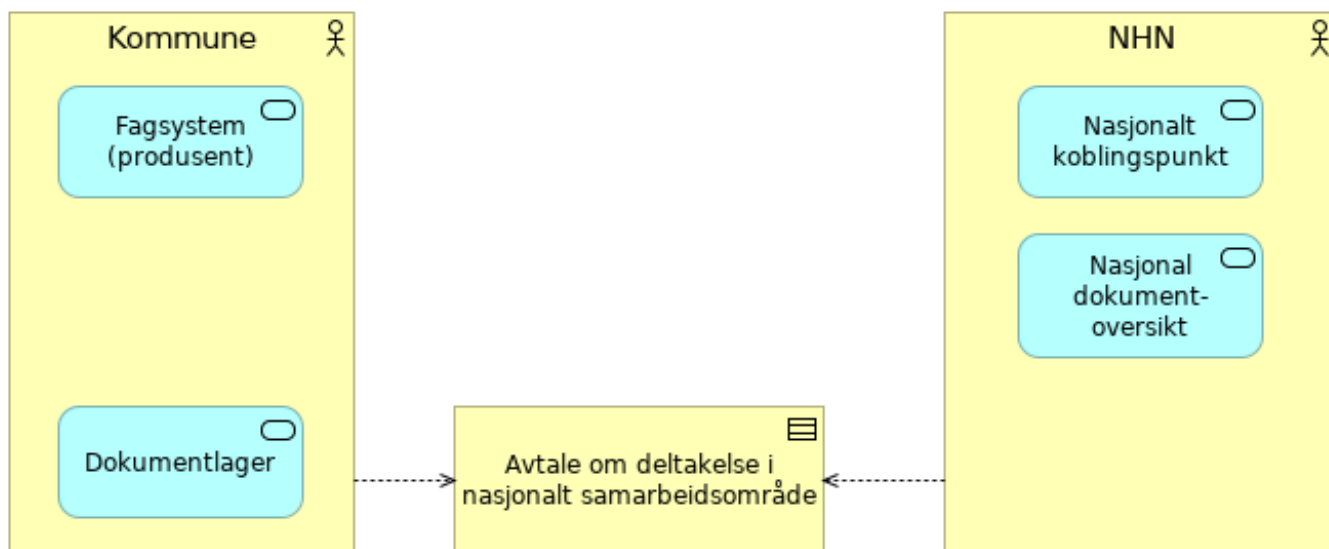 Kommune
Fagsystem
(produsent)
Dokumentlager
Avtale om deltakelse i
nasjonalt samarbeidsområde
NHN
Nasjonalt
koblingspunkt
Nasjonal
dokument-
oversikt